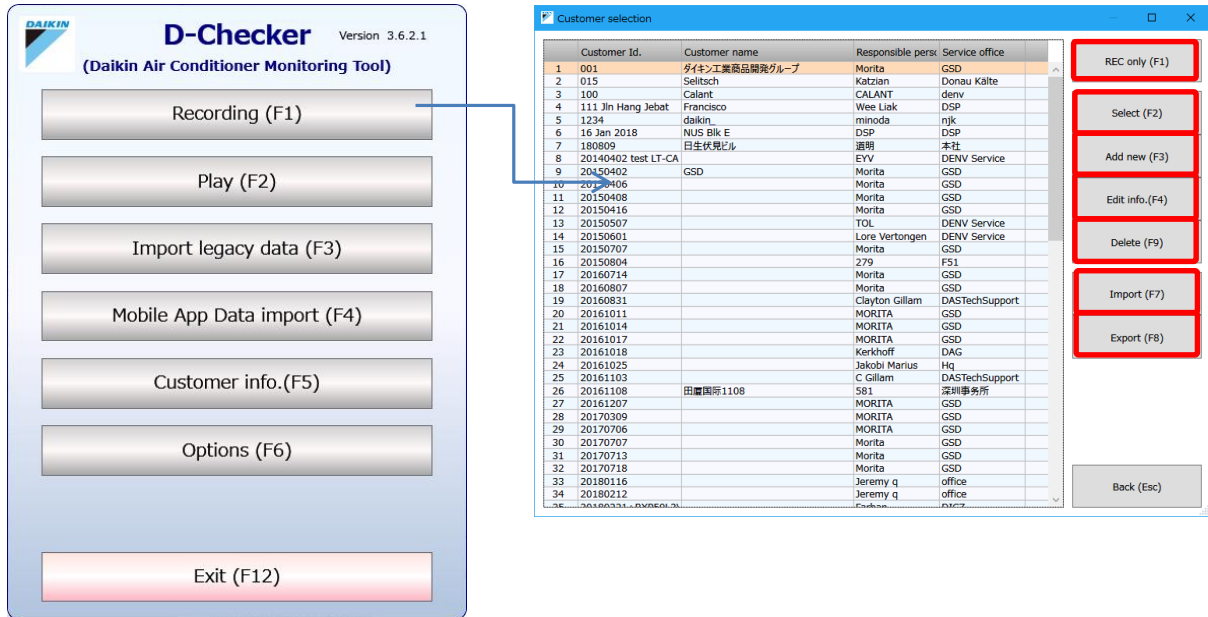 DAIKIN
D-Checker Version 3.6.2.1
(Daikin Air Conditioner Monitoring Tool)
Recording (F1)
Play (F2)
Import legacy data (F3)
Mobile App Data import (F4)
Customer info.(F5)
Options (F6)
Exit (F12)
Customer selection
Customer Id. Customer name Responsible persc Service office
1 001 ダイキン工業商品開発グループ Morita GSD
2 015 Selitsch Katzian Donau Kälte
3 100 Calant CALANT denv
4 111 Jln Hang Jebat Francisco Wee Liak DSP
5 1234 daikin_ minoda njk
6 16 Jan 2018 NUS Blk E DSP DSP
7 180809 日生伏見ビル 道明 本社
8 20140402 test LT-CA EYV DENV Service
9 20150402 GSD Morita GSD
10 20150406 Morita GSD
11 20150408 Morita GSD
12 20150416 Morita GSD
13 20150507 TOL DENV Service
14 20150601 Lore Vertongen DENV Service
15 20150707 Morita GSD
16 20150804 279 F51
17 20160714 Morita GSD
18 20160807 Morita GSD
19 20160831 Clayton Gillam DASTechSupport
20 20161011 MORITA GSD
21 20161014 MORITA GSD
22 20161017 MORITA GSD
23 20161018 Kerkhoff DAG
24 20161025 Jakobi Marius Hq
25 20161103 C Gillam DASTechSupport
26 20161108 田厦国际1108 581 深圳事务所
27 20161207 MORITA GSD
28 20170309 MORITA GSD
29 20170706 MORITA GSD
30 20170707 Morita GSD
31 20170713 Morita GSD
32 20170718 Morita GSD
33 20180116 Jeremy q office
34 20180212 Jeremy q office
REC only (F1)
Select (F2)
Add new (F3)
Edit info.(F4)
Delete (F9)
Import (F7)
Export (F8)
Back (Esc)